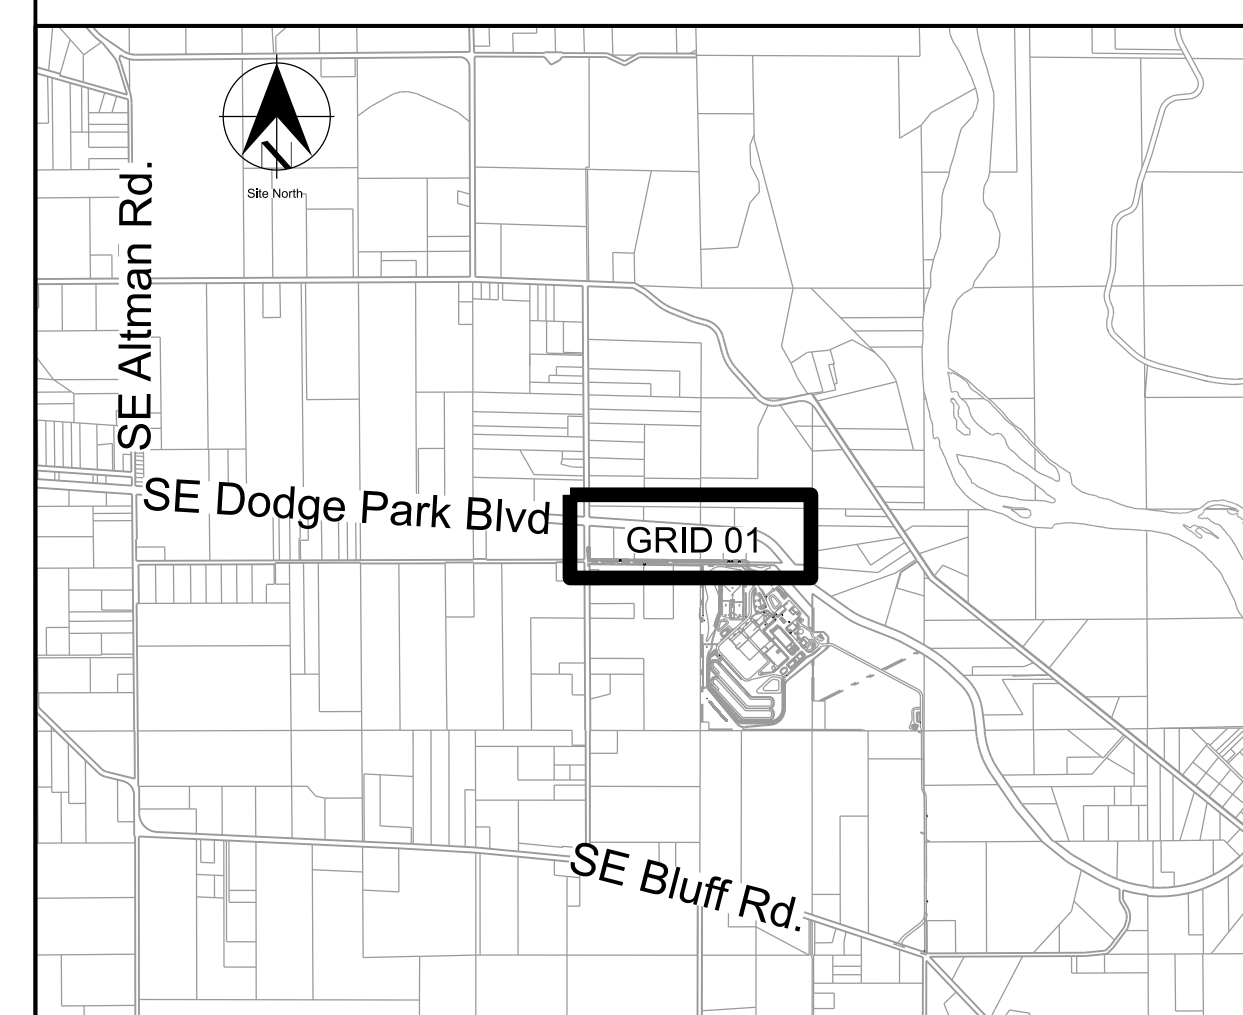 Site North
SE Altman Rd.
SE Dodge Park Blvd
GRID 01
SE Bluff Rd.